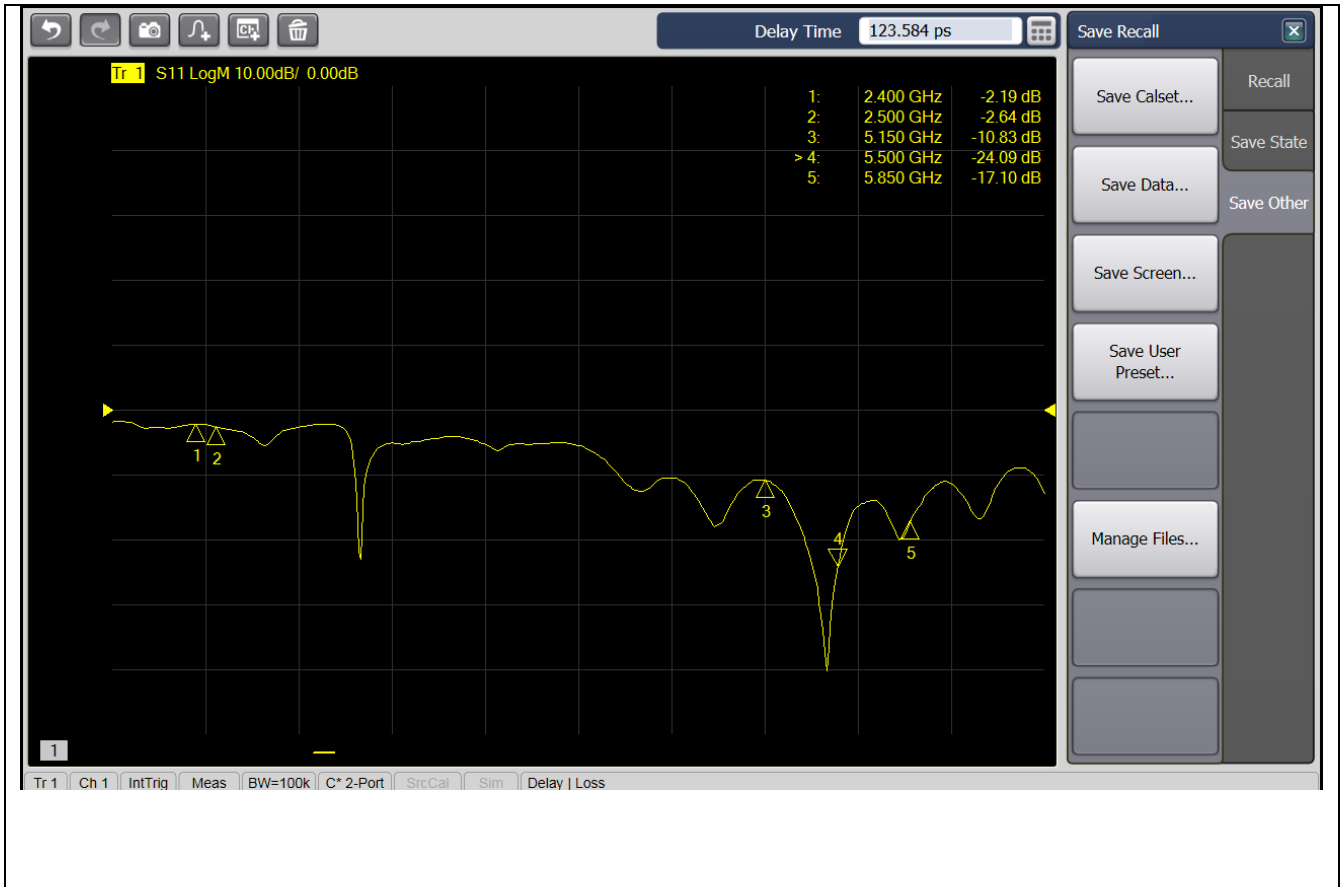 Delay Time 123.584 ps
Save Recall
Tr 1 S11 LogM 10.00dB/ 0.00dB
1: 2.400 GHz -2.19 dB
2: 2.500 GHz -2.64 dB
3: 5.150 GHz -10.83 dB
> 4: 5.500 GHz -24.09 dB
5: 5.850 GHz -17.10 dB
1
2
3
4
5
1
Save Calset...
Save Data...
Save Screen...
Save User
Preset...
Manage Files...
Recall
Save State
Save Other
Tr 1 Ch 1 IntTrig Meas BW=100k C* 2-Port SrcCal Sim Delay | Loss